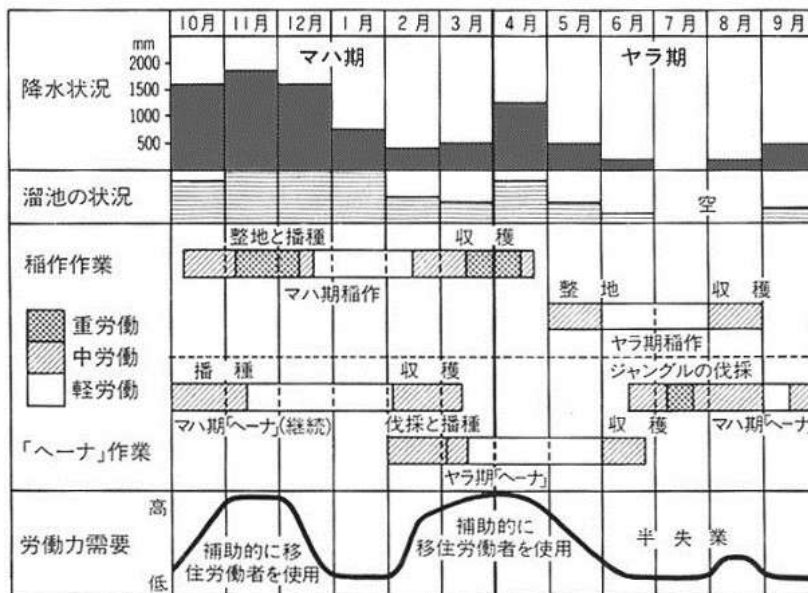 10月 11月 12月 1月 2月 3月 4月 5月 6月 7月 8月 9月
mm
マハ期 ヤラ期
2000
1500
1000
500
降水状況
溜池の状況
空
整地と播種 収穫
稲作作業
マハ期稲作
整地 収穫
ヤラ期稲作
重労働
中労働
軽労働
播種 収穫 ジャングルの伐採
マハ期「ヘーナ」(継続) 伐採と播種 収穫 マハ期「ヘーナ」
「ヘーナ」作業
ヤラ期「ヘーナ」
高
労働力需要
低
補助的に移
住労働者を使用
補助的に
移住労働者を使用
半失業